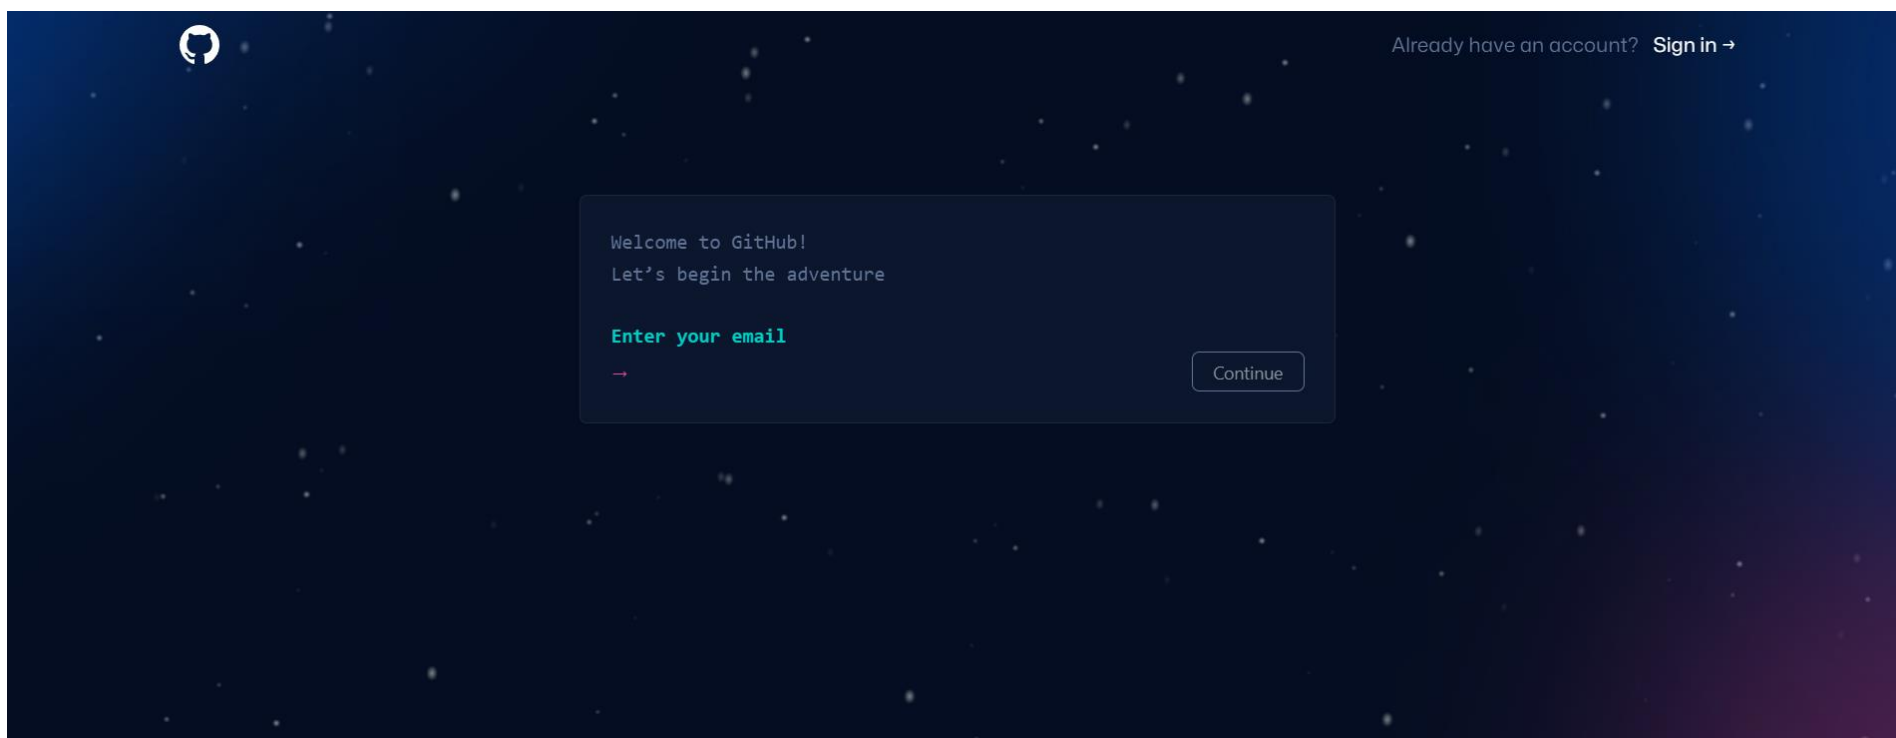 Already have an account? Sign in →
Welcome to GitHub!
Let’s begin the adventure
Enter your email
→
Continue